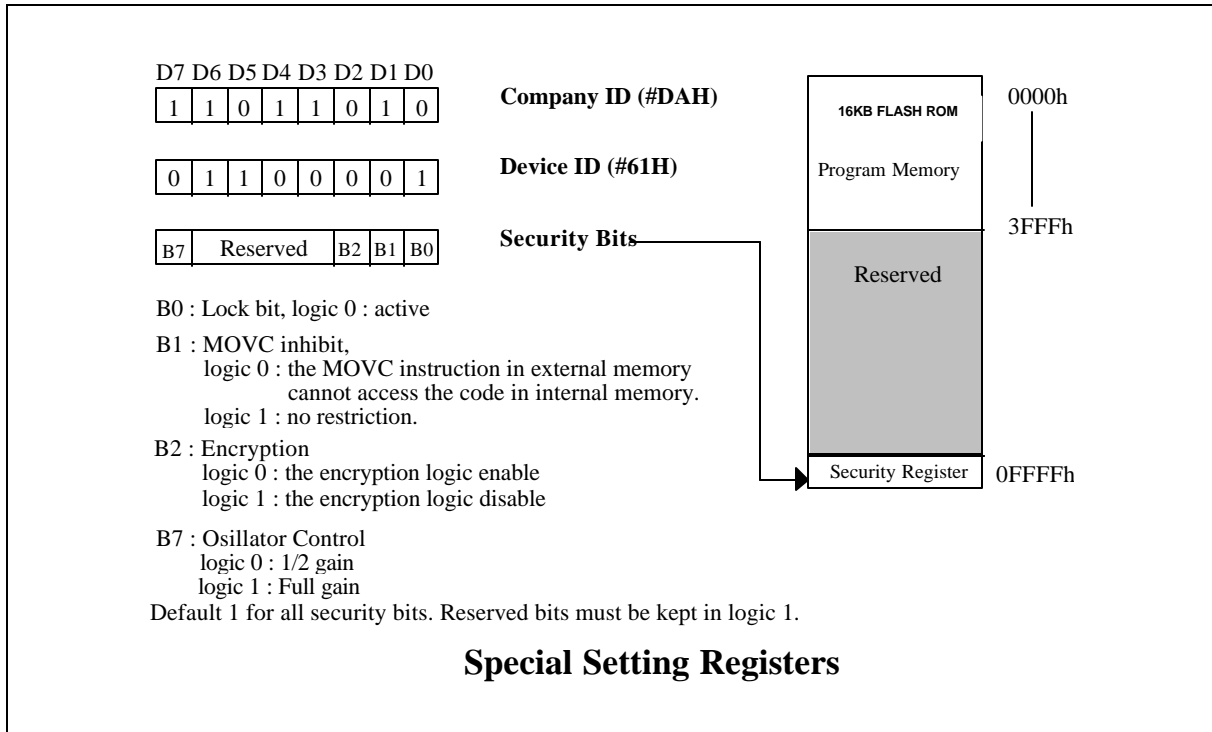 D7 D6 D5 D4 D3 D2 D1 D0
1 1 0 1 1 0 1 0
Company ID (#DAH)
0 1 1 0 0 0 0 1
Device ID (#61H)
B7 Reserved B2 B1 B0
Security Bits
16KB FLASH ROM
Program Memory
0000h
3FFFh
Reserved
Security Register
0FFFFh
B0 : Lock bit, logic 0 : active
B1 : MOVC inhibit,
logic 0 : the MOVC instruction in external memory
cannot access the code in internal memory.
logic 1 : no restriction.
B2 : Encryption
logic 0 : the encryption logic enable
logic 1 : the encryption logic disable
B7 : Osillator Control
logic 0 : 1/2 gain
logic 1 : Full gain
Default 1 for all security bits. Reserved bits must be kept in logic 1.
Special Setting Registers